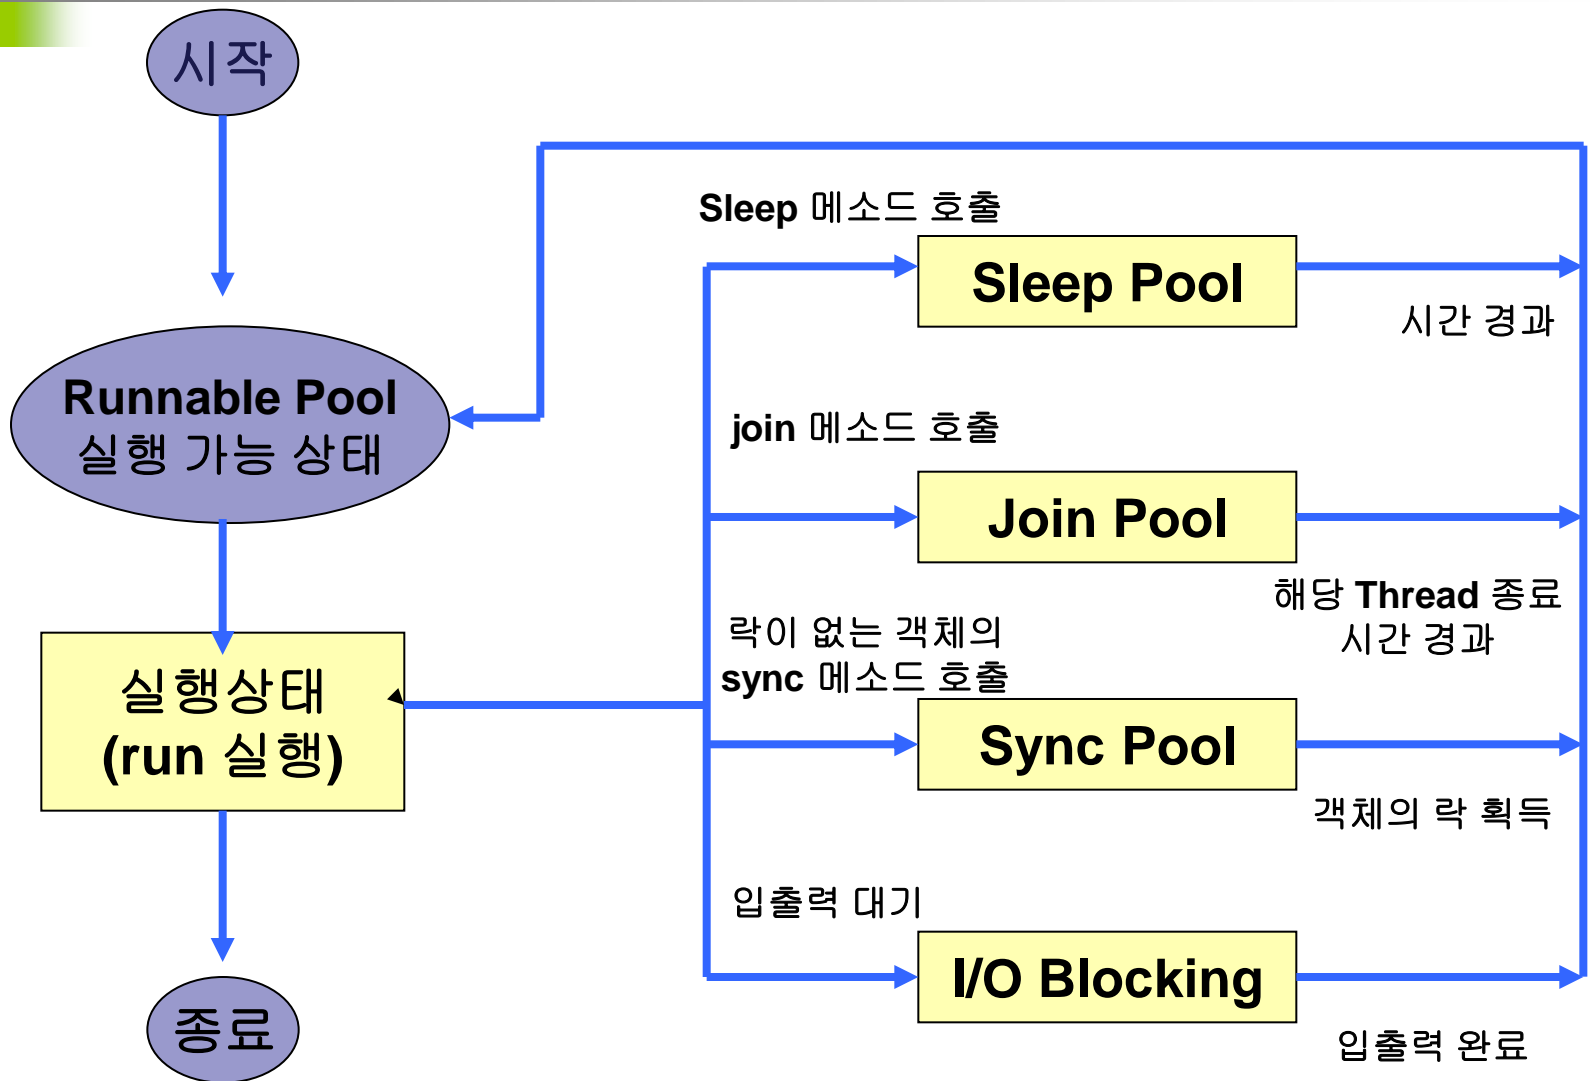 시작
Sleep 메소드 호출
Sleep Pool
시간 경과
Runnable Pool
실행 가능 상태
join 메소드 호출
Join Pool
해당 Thread 종료
시간 경과
락이 없는 객체의
sync 메소드 호출
실행상태
(run 실행)
Sync Pool
객체의 락 획득
입출력 대기
I/O Blocking
종료
입출력 완료